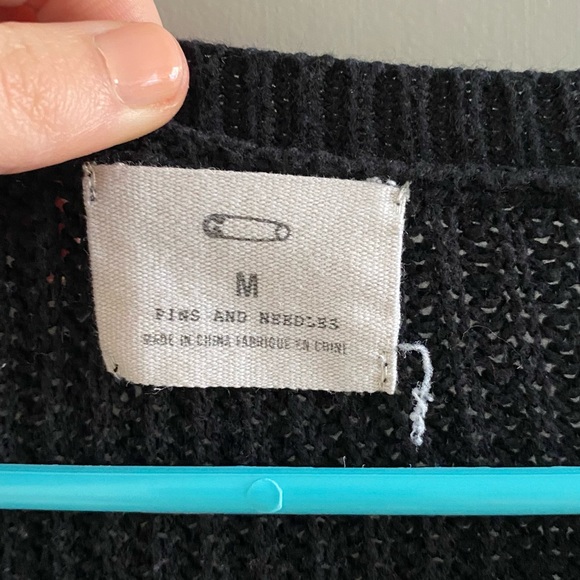 M
PINS AND NEEDLES
MADE IN CHINA FABRIQUE EN CHINE